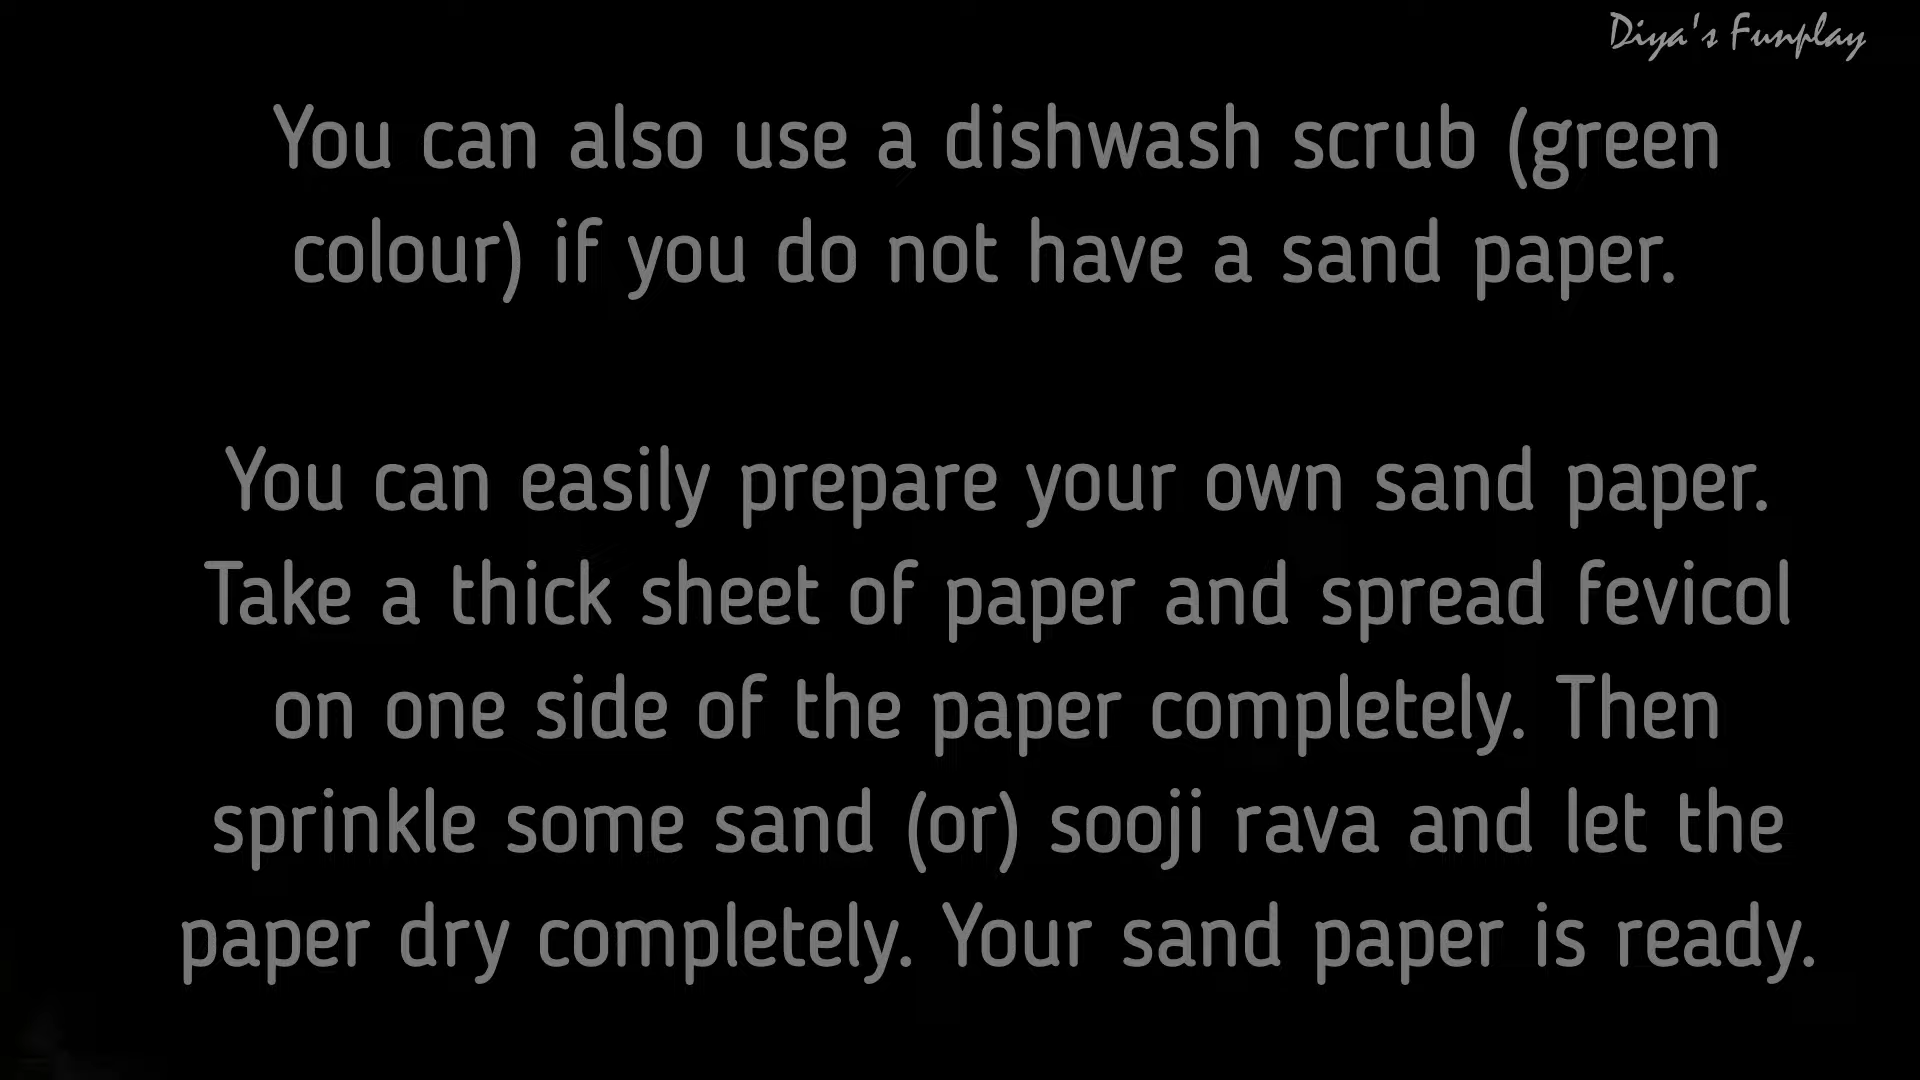 Diya's Funplay
You can also use a dishwash scrub (green
colour) if you do not have a sand paper.
You can easily prepare your own sand paper.
Take a thick sheet of paper and spread fevicol
on one side of the paper completely. Then
sprinkle some sand (or) sooji rava and let the
paper dry completely. Your sand paper is ready.